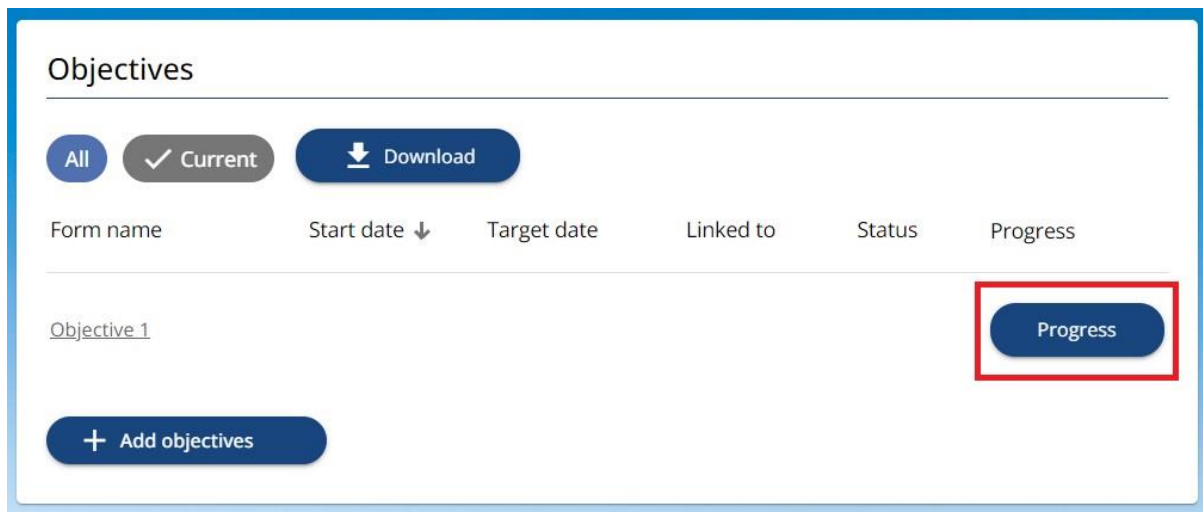 Objectives
All Current Download
Form name Start date Target date Linked to Status Progress
Objective 1 Progress
Add objectives